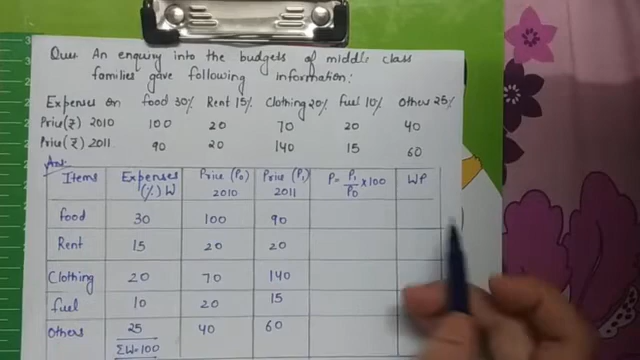 Ques. An enquiry into the budgets of middle class
families gave following information:
Expenses on food 30% Rent 15% Clothing 20% Fuel 10% Others 25%
Price(₹) 2010 100 20 70 20 40
Price(₹) 2011 90 20 140 15 60
Ans:
Items Expenses (%) W Price (P0) 2010 Price (P1) 2011 P = P1/P0 x 100 WP
food 30 100 90
Rent 15 20 20
Clothing 20 70 140
fuel 10 20 15
Others 25 40 60
ΣW=100